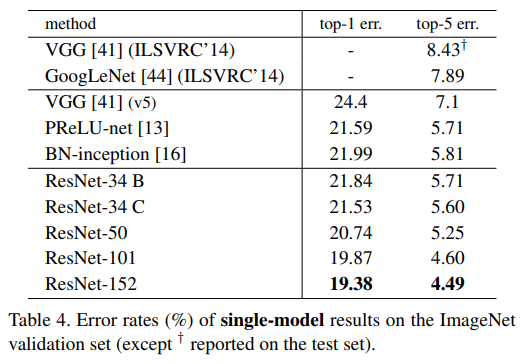 method top-1 err. top-5 err.
VGG [41] (ILSVRC’14) - 8.43†
GoogLeNet [44] (ILSVRC’14) - 7.89
VGG [41] (v5) 24.4 7.1
PReLU-net [13] 21.59 5.71
BN-inception [16] 21.99 5.81
ResNet-34 B 21.84 5.71
ResNet-34 C 21.53 5.60
ResNet-50 20.74 5.25
ResNet-101 19.87 4.60
ResNet-152 19.38 4.49
Table 4. Error rates (%) of single-model results on the ImageNet
validation set (except † reported on the test set).